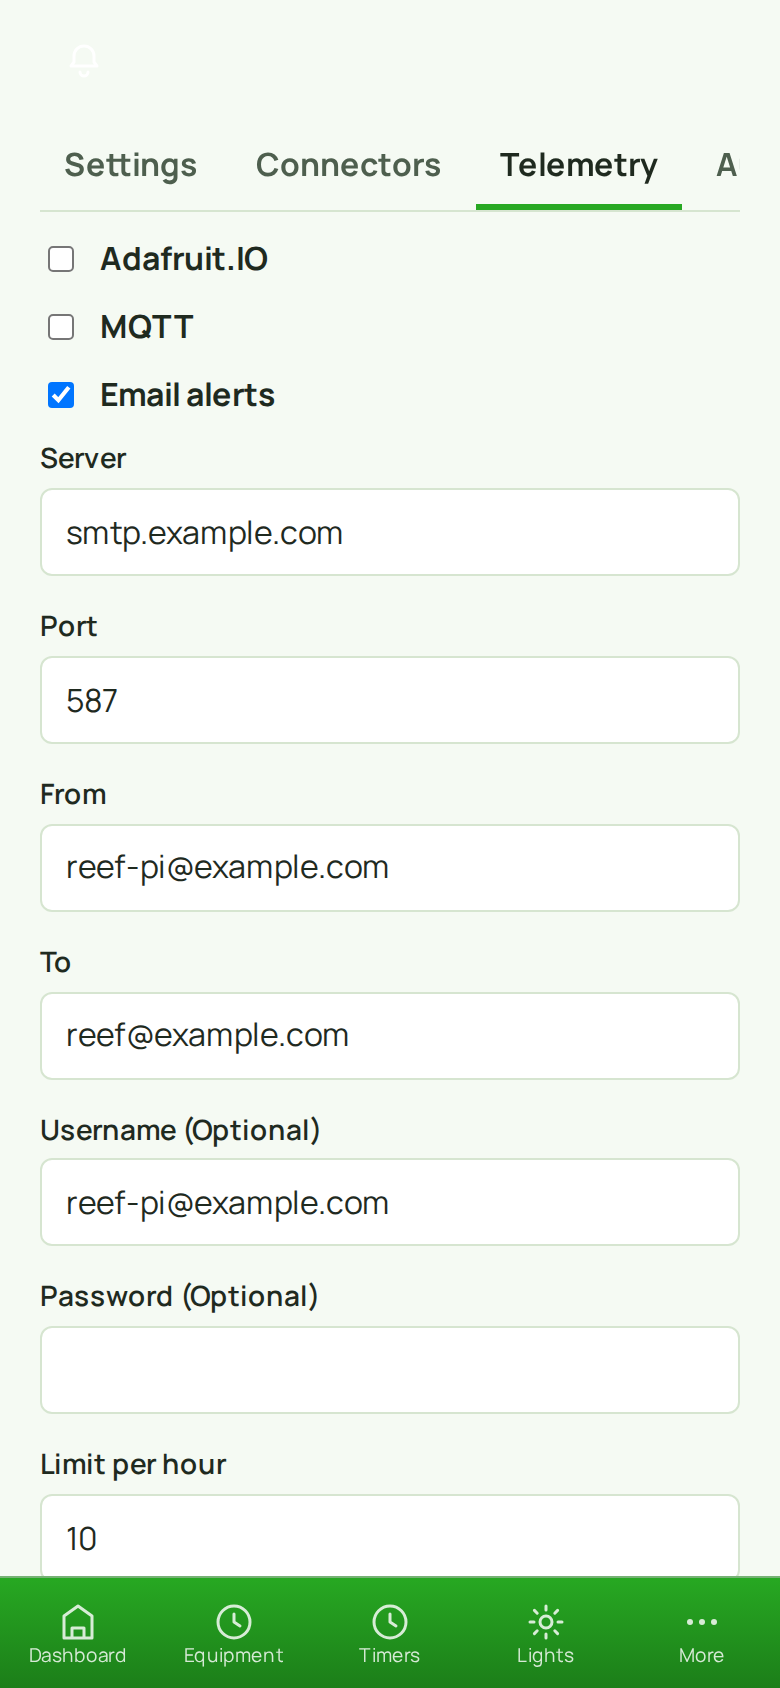 Settings Connectors Telemetry A
Adafruit.IO
MQTT
Email alerts
Server
smtp.example.com
Port
587
From
reef-pi@example.com
To
reef@example.com
Username (Optional)
reef-pi@example.com
Password (Optional)
Limit per hour
10
Dashboard Equipment Timers Lights More